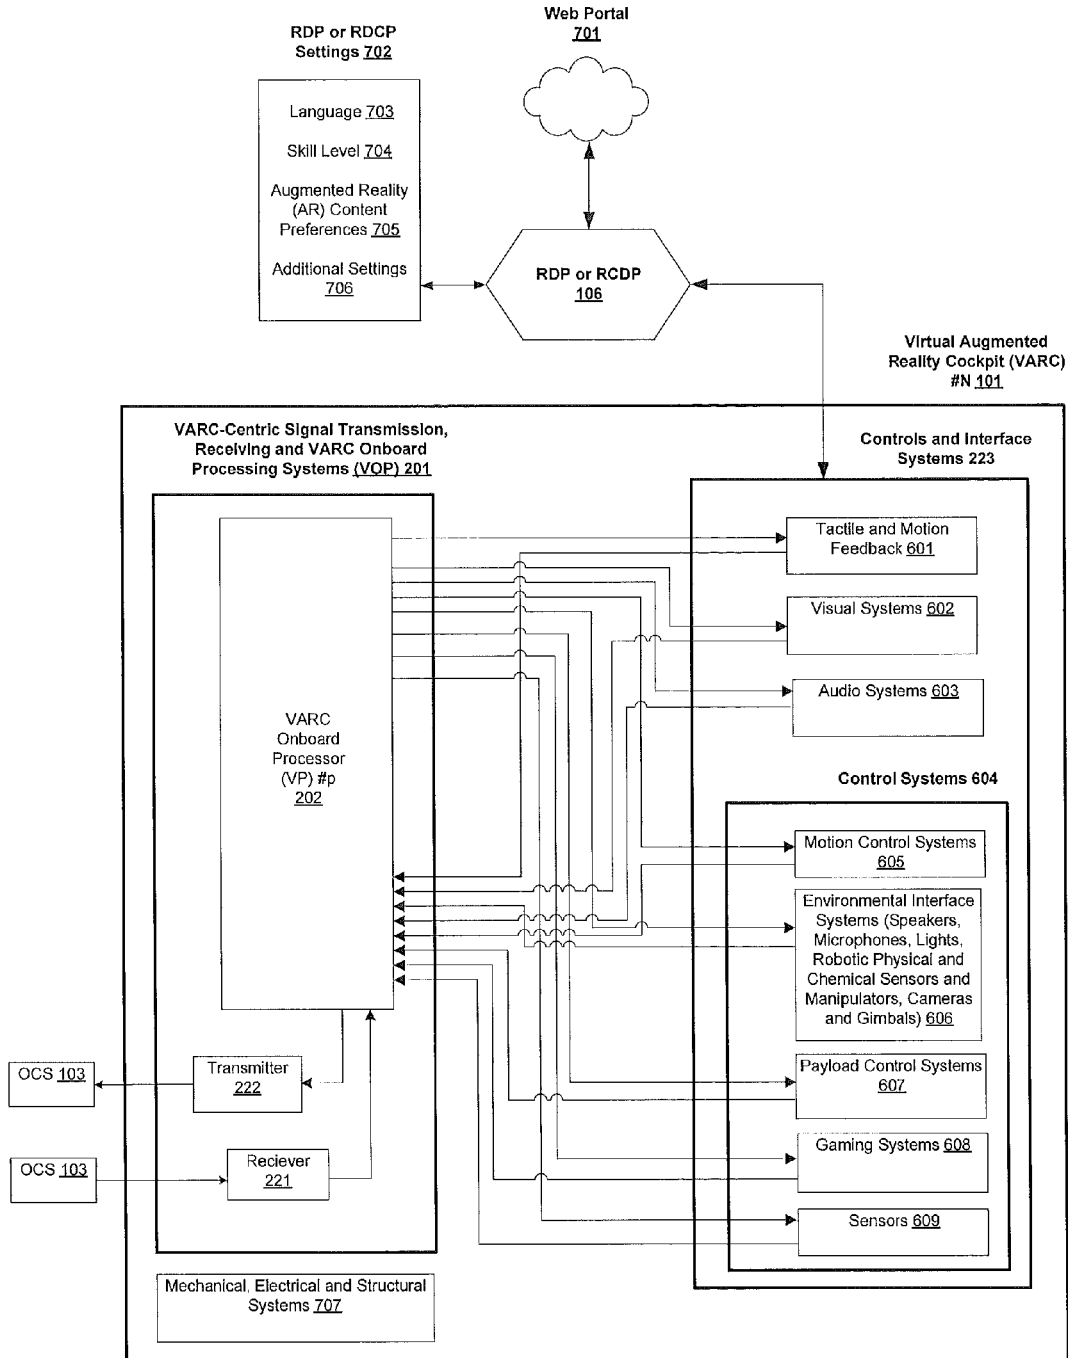 Web Portal
701
RDP or RDCP
Settings 702
Language 703
Skill Level 704
Augmented Reality
(AR) Content
Preferences 705
Additional Settings
706
RDP or RCDP
106
Virtual Augmented
Reality Cockpit (VARC)
#N 101
VARC-Centric Signal Transmission,
Receiving and VARC Onboard
Processing Systems (VOP) 201
Controls and Interface
Systems 223
Tactile and Motion
Feedback 601
Visual Systems 602
Audio Systems 603
VARC
Onboard
Processor
(VP) #p
202
Control Systems 604
Motion Control Systems
605
Environmental Interface
Systems (Speakers,
Microphones, Lights,
Robotic Physical and
Chemical Sensors and
Manipulators, Cameras
and Gimbals) 606
OCS 103
Transmitter
222
Payload Control Systems
607
OCS 103
Reciever
221
Gaming Systems 608
Sensors 609
Mechanical, Electrical and Structural
Systems 707